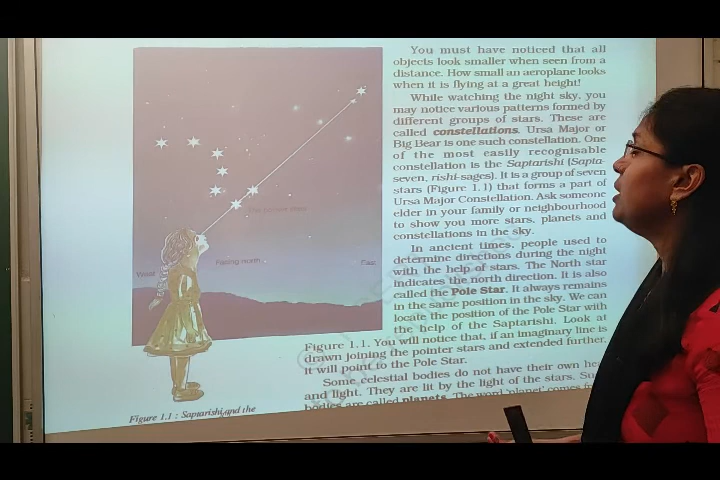 You must have noticed that all
objects look smaller when seen from a
distance. How small an aeroplane looks
when it is flying at a great height!
While watching the night sky, you
may notice various patterns formed by
different groups of stars. These are
called constellations. Ursa Major or
Big Bear is one such constellation. One
of the most easily recognisable
constellation is the Saptarishi (Sapta-
seven, rishi-sages). It is a group of seven
stars (Figure 1.1) that forms a part of
Ursa Major Constellation. Ask someone
elder in your family or neighbourhood
to show you more stars, planets and
constellations in the sky.
In ancient times, people used to
determine directions during the night
with the help of stars. The North star
indicates the north direction. It is also
called the Pole Star. It always remains
in the same position in the sky. We can
locate the position of the Pole Star with
the help of the Saptarishi. Look at
Figure 1.1. You will notice that, if an imaginary line is
drawn joining the pointer stars and extended further,
it will point to the Pole Star.
Some celestial bodies do not have their own
and light. They are lit by the light of the stars.
bodies are called planets. The word 'planet' comes
West
Facing north
East
Figure 1.1 : Saptarishi and the